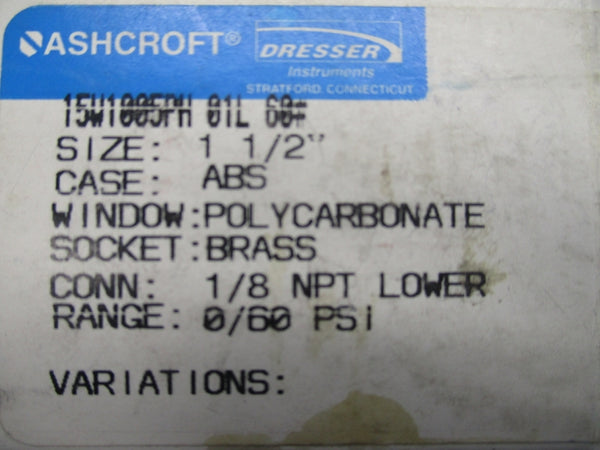 ASHCROFT®
DRESSER
Instruments
STRATFORD, CONNECTICUT
15W1005PH 01L 60#
SIZE: 1 1/2"
CASE: ABS
WINDOW:POLYCARBONATE
SOCKET:BRASS
CONN: 1/8 NPT LOWER
RANGE: 0/60 PSI
VARIATIONS: